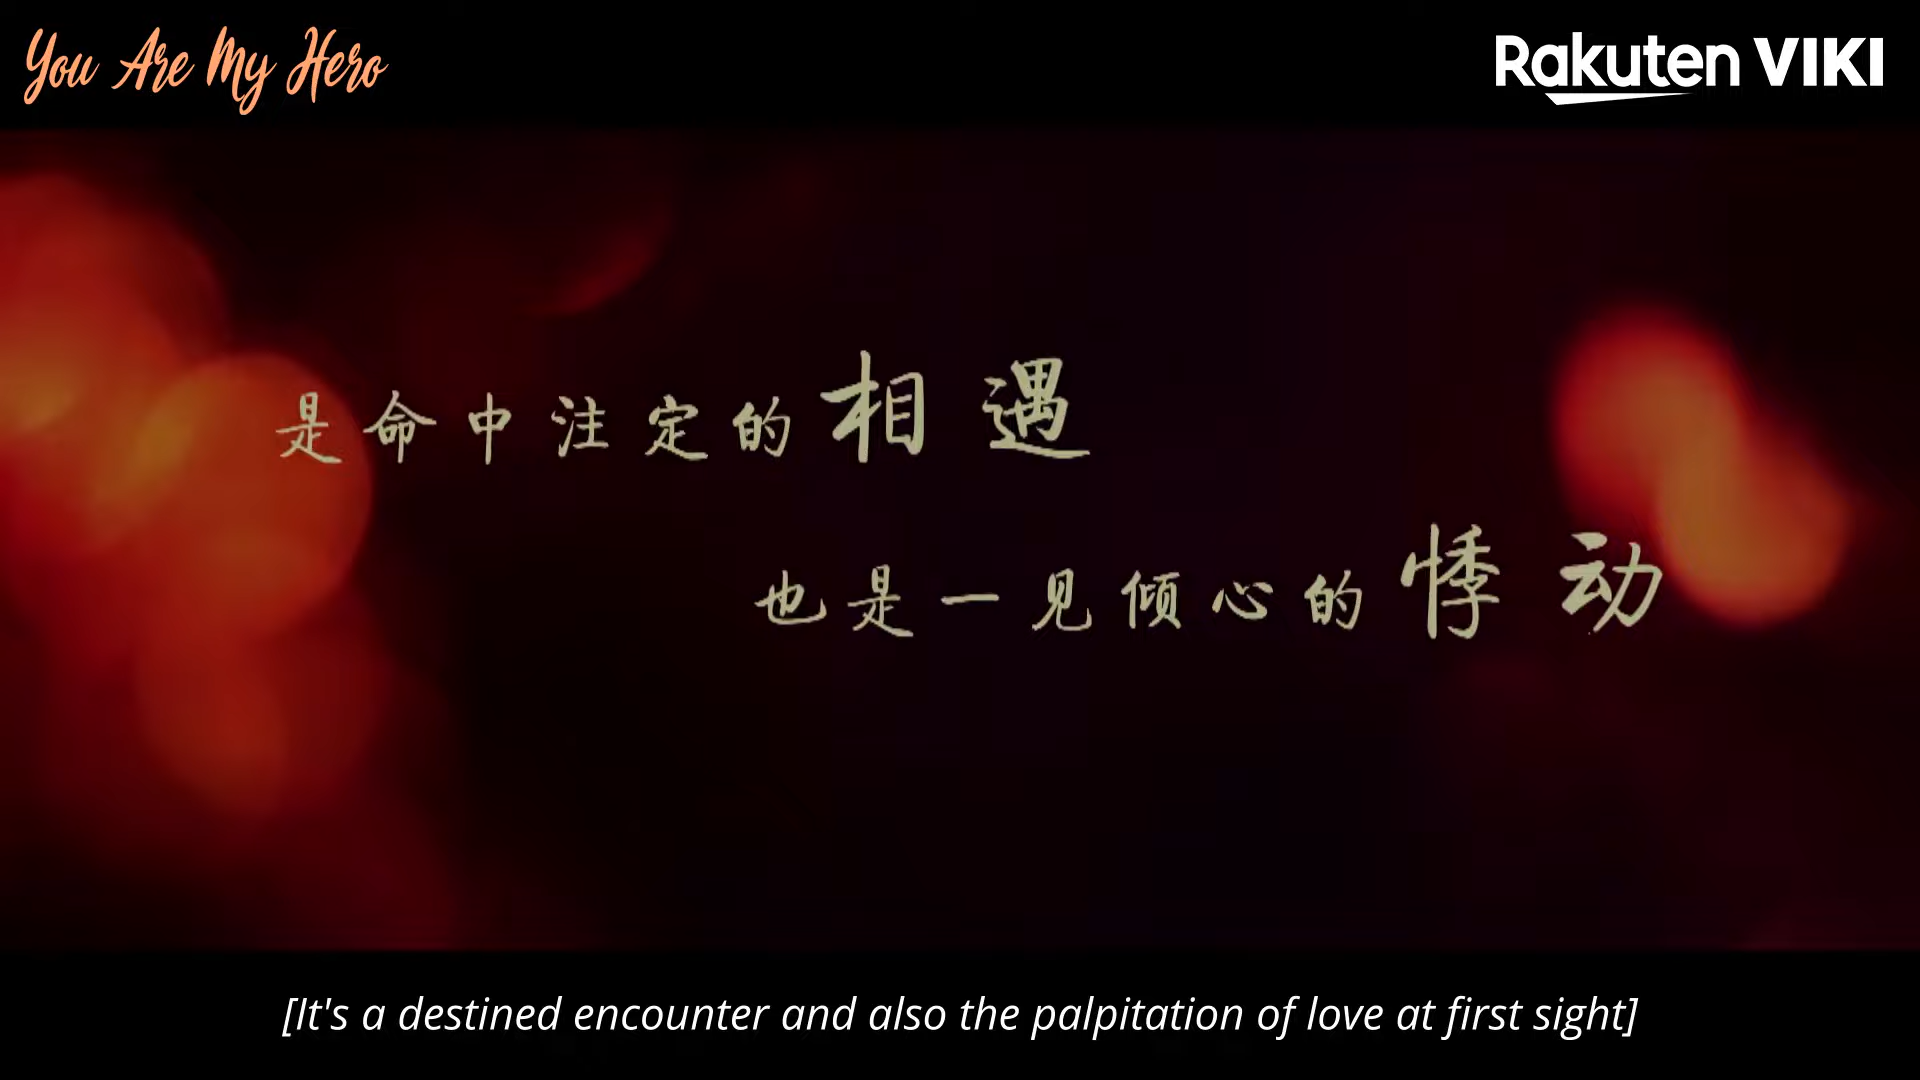 You Are My Hero
Rakuten VIKI
是命中注定的相遇
也是一见倾心的悸动
[It's a destined encounter and also the palpitation of love at first sight]